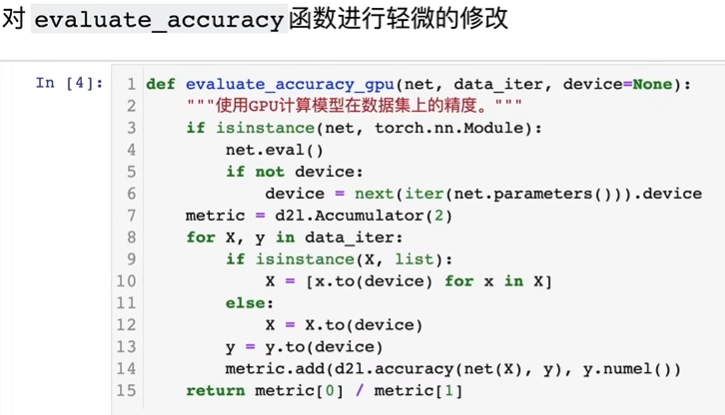 对 evaluate_accuracy函数进行轻微的修改
In [4]:
1 def evaluate_accuracy_gpu(net, data_iter, device=None):
2     """使用GPU计算模型在数据集上的精度。"""
3     if isinstance(net, torch.nn.Module):
4         net.eval()
5         if not device:
6             device = next(iter(net.parameters())).device
7     metric = d2l.Accumulator(2)
8     for X, y in data_iter:
9         if isinstance(X, list):
10             X = [x.to(device) for x in X]
11         else:
12             X = X.to(device)
13         y = y.to(device)
14         metric.add(d2l.accuracy(net(X), y), y.numel())
15     return metric[0] / metric[1]